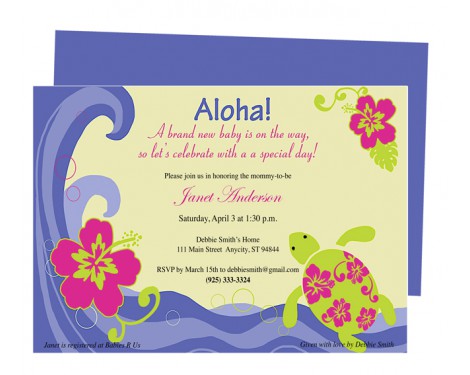 Aloha!
A brand new baby is on the way,
so let's celebrate with a a special day!
Please join us in honoring the mommy-to-be
Janet Anderson
Saturday, April 3 at 1:30 p.m.
Debbie Smith's Home
111 Main Street Anycity, ST 54321
RSVP by March 15th to debbiesmith@gmail.com
(925) 333-3324
Janet is registered at Babies R Us
Given with love by Debbie Smith